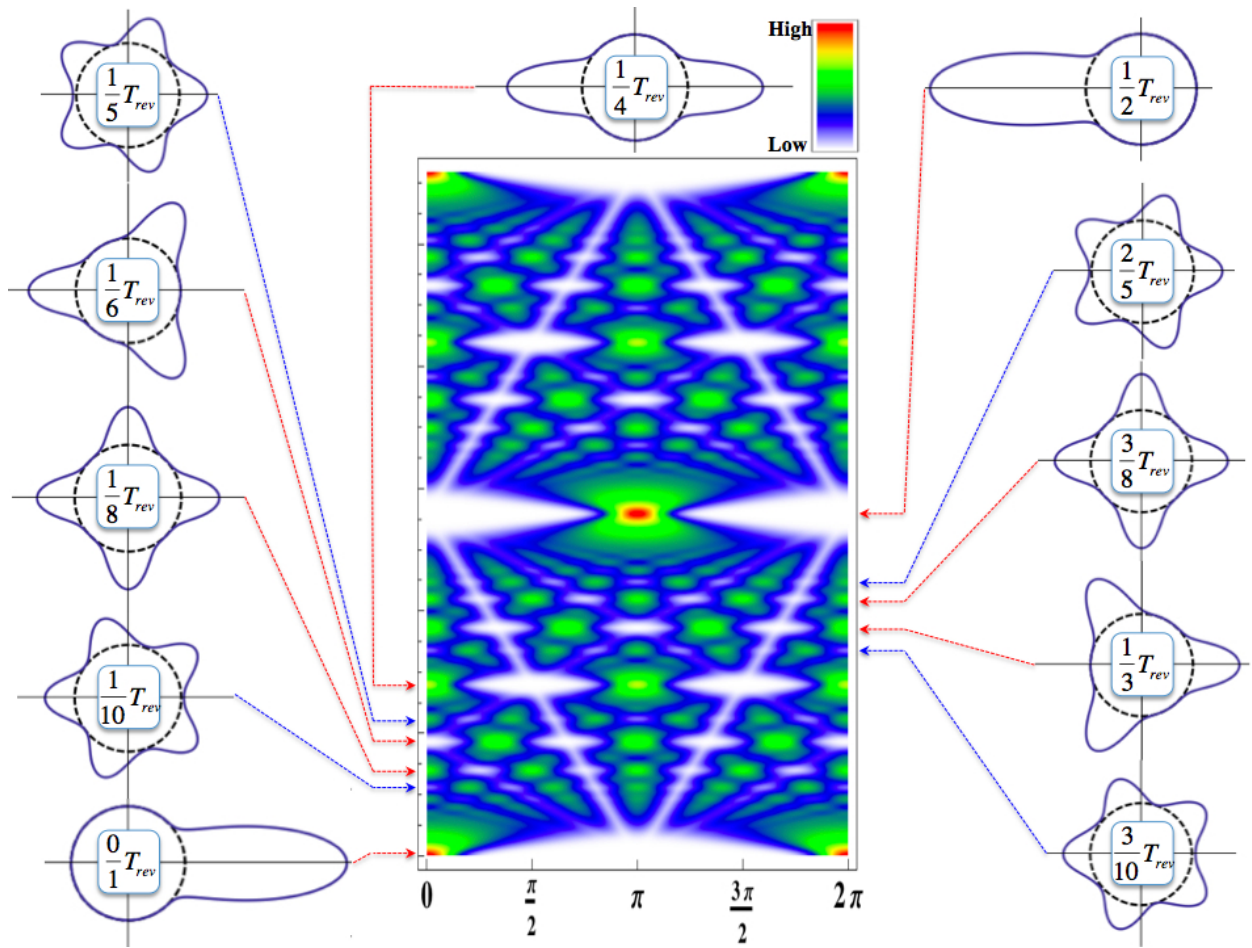 High
Low
1/5 T_rev
1/4 T_rev
1/2 T_rev
1/6 T_rev
2/5 T_rev
1/8 T_rev
3/8 T_rev
1/10 T_rev
1/3 T_rev
0/1 T_rev
3/10 T_rev
0 π/2 π 3π/2 2π